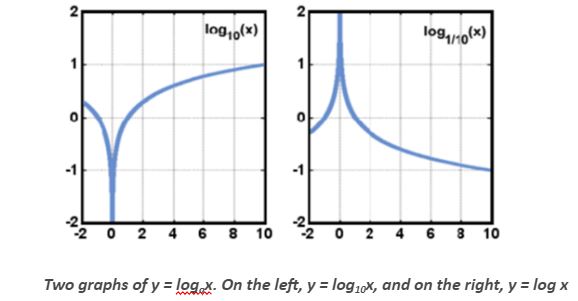 2 2
log₁₀(x) log₁/₁₀(x)
1 1
0 0
-1 -1
-2 -2
-2 0 2 4 6 8 10 -2 0 2 4 6 8 10
Two graphs of y = logₐx. On the left, y = log₁₀x, and on the right, y = log x